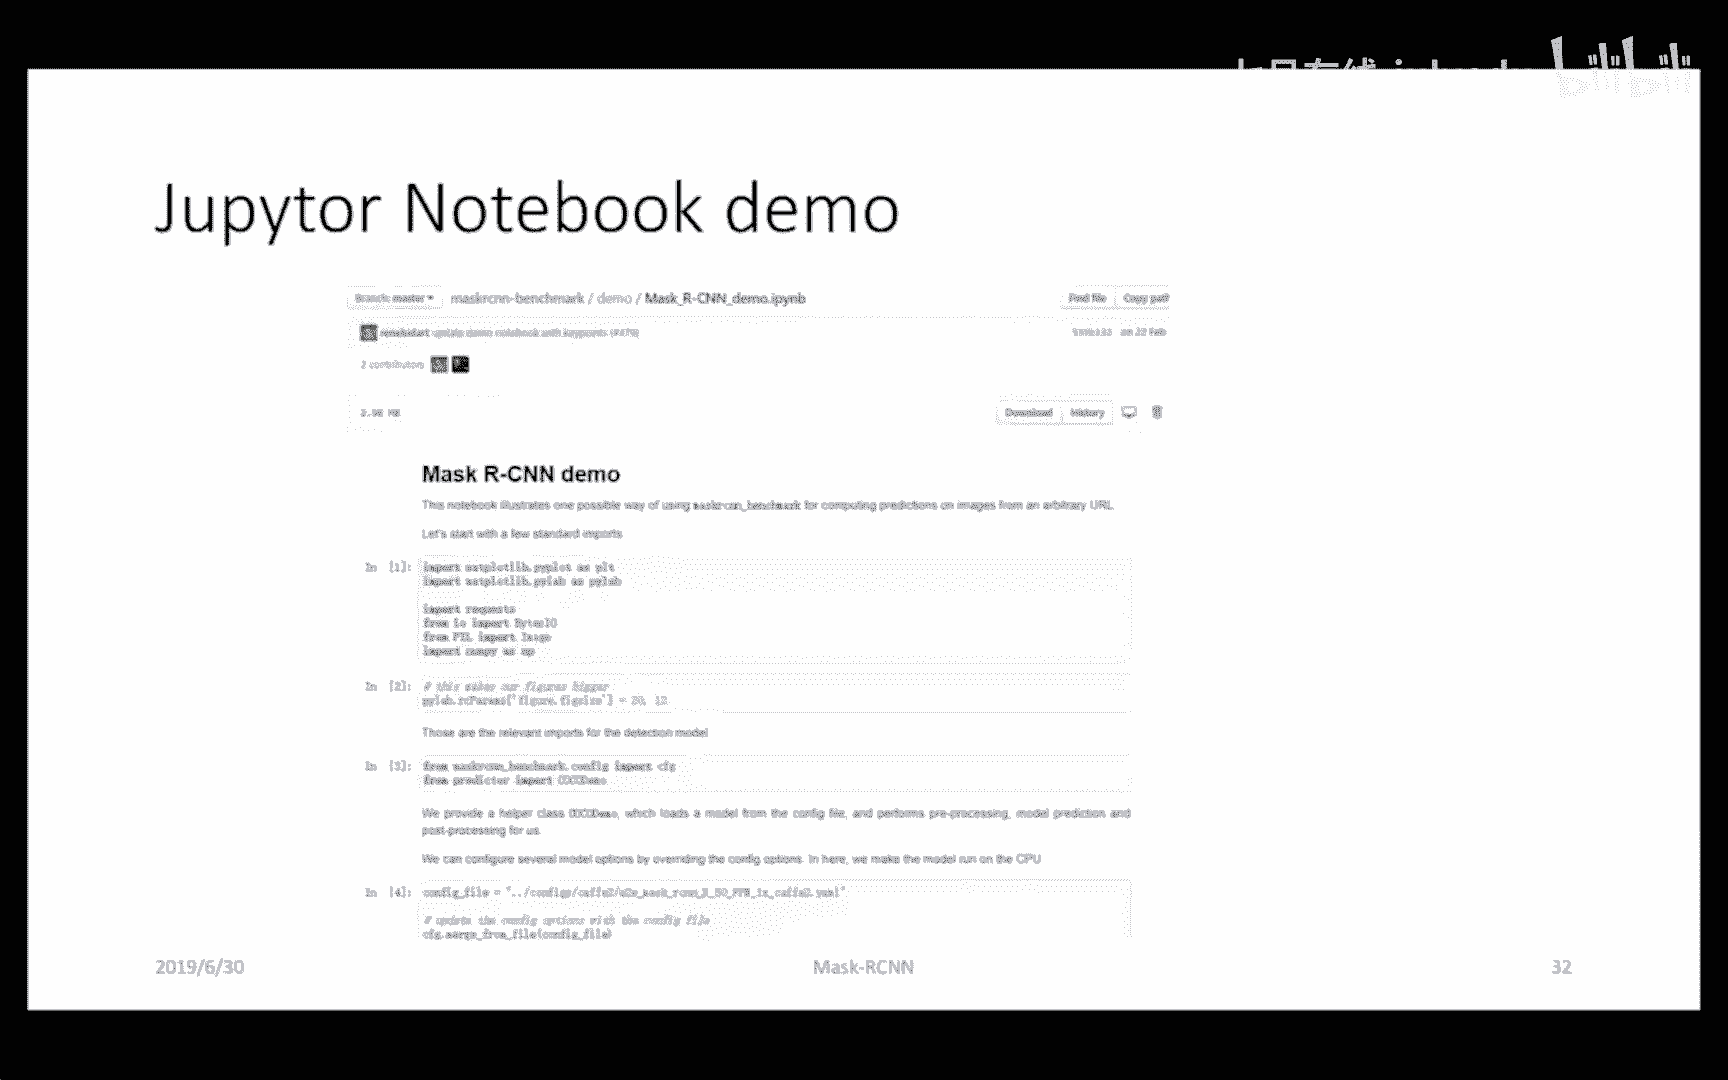 bilibili
Jupytor Notebook demo
Branch: master maskrcnn-benchmark / demo / Mask_R-CNN_demo.ipynb Find file Copy path
update demo notebook with keypoints on 22 Feb
2 contributors
2.98 MB Download History
Mask R-CNN demo
This notebook illustrates one possible way of using maskrcnn_benchmark for computing predictions on images from an arbitrary URL.
Let's start with a few standard imports
In [1]: import matplotlib.pyplot as plt
import matplotlib.pylab as pylab
import requests
from io import BytesIO
from PIL import Image
import numpy as np
In [2]: # this makes our figures bigger
pylab.rcParams['figure.figsize'] = 20, 12
Those are the relevant imports for the detection model
In [3]: from maskrcnn_benchmark.config import cfg
from predictor import COCODemo
We provide a helper class COCODemo, which loads a model from the config file, and performs pre-processing, model prediction and
post-processing for us.
We can configure several model options by overriding the config options. In here, we make the model run on the CPU
In [4]: config_file = "../configs/caffe2/e2e_mask_rcnn_R_50_FPN_1x_caffe2.yaml"
# update the config options with the config file
cfg.merge_from_file(config_file)
2019/6/30 Mask-RCNN 32